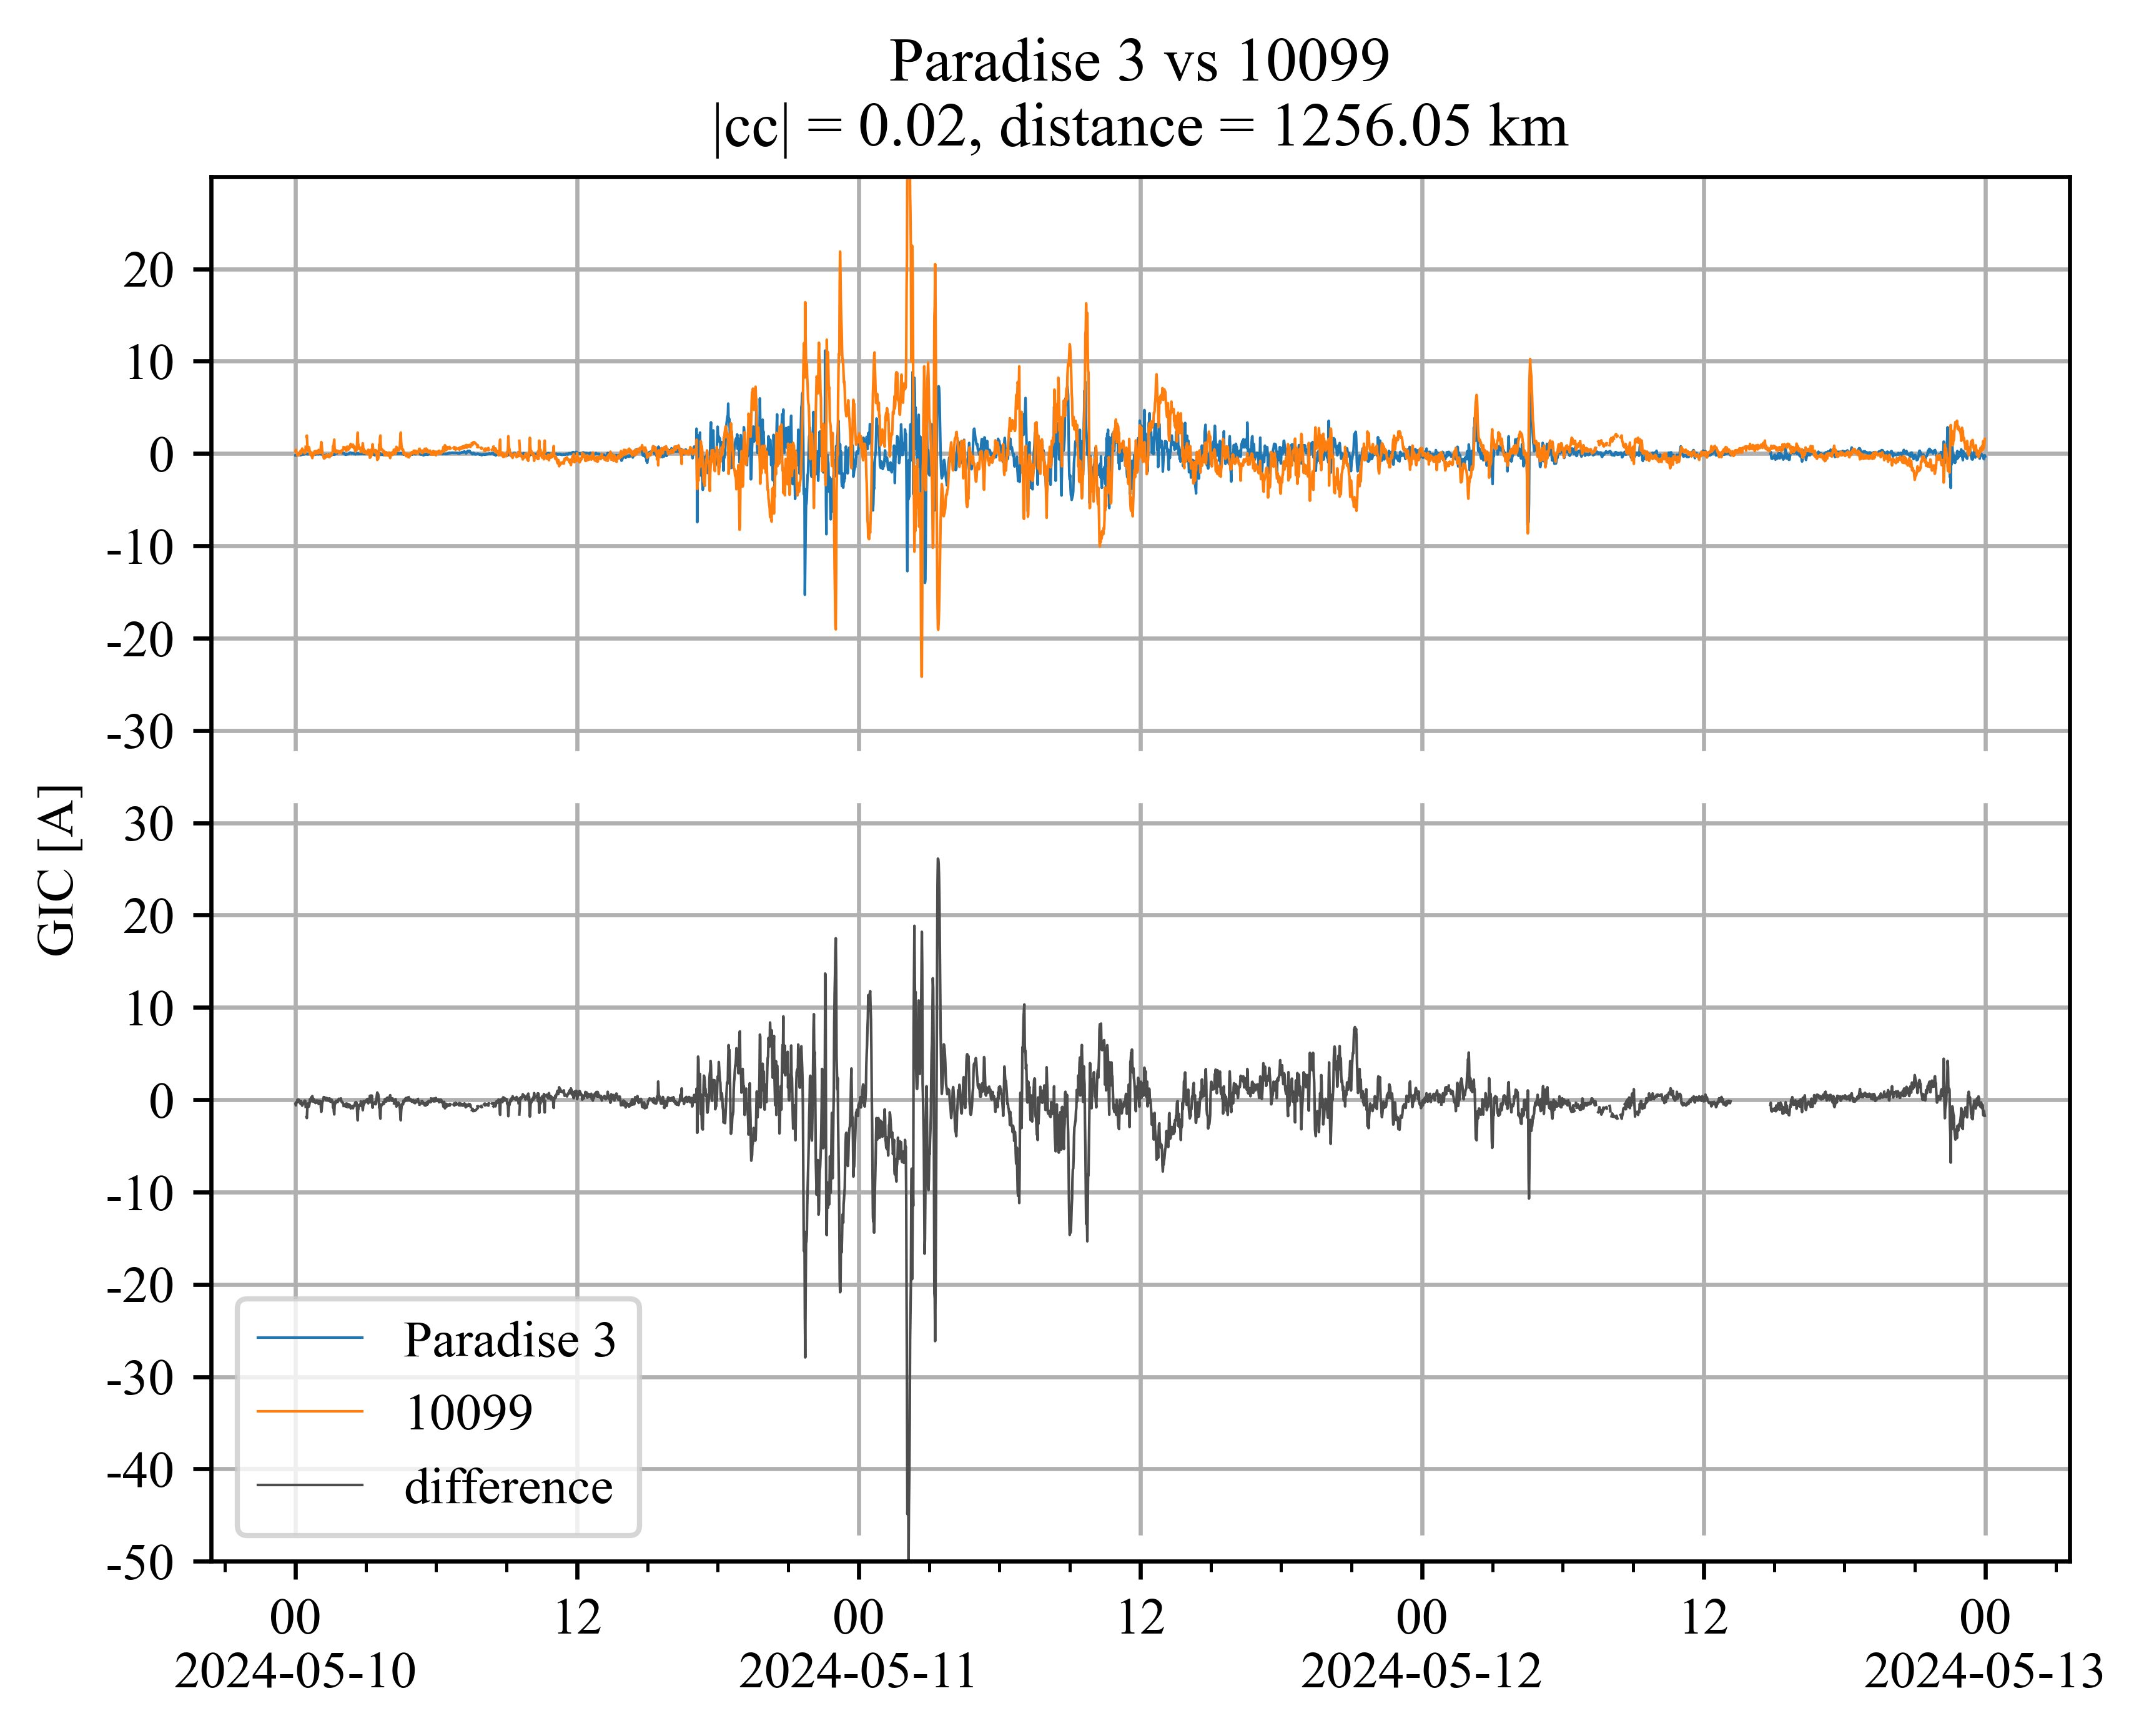 Paradise 3 vs 10099
|cc| = 0.02, distance = 1256.05 km
20
10
0
-10
-20
-30
30
20
10
0
-10
-20
-30
-40
-50
GIC [A]
Paradise 3
10099
difference
00 12 00 12 00 12 00
2024-05-10 2024-05-11 2024-05-12 2024-05-13